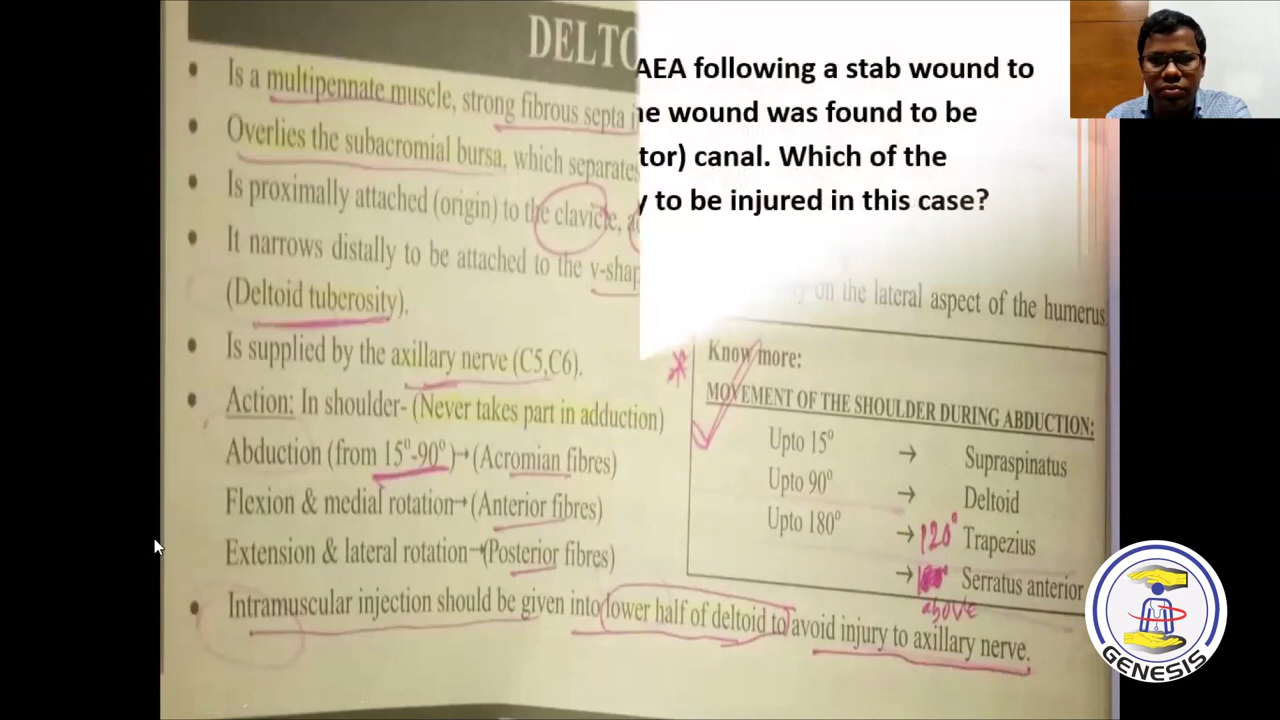 DELTO
Is a multipennate muscle, strong fibrous septa i
Overlies the subacromial bursa, which separates
Is proximally attached (origin) to the clavicle, a
It narrows distally to be attached to the v-shap
(Deltoid tuberosity).
Is supplied by the axillary nerve (C5,C6).
Action: In shoulder- (Never takes part in adduction)
Abduction (from 15⁰-90⁰)→(Acromian fibres)
Flexion & medial rotation→(Anterior fibres)
Extension & lateral rotation→(Posterior fibres)
Intramuscular injection should be given into lower half of deltoid to avoid injury to axillary nerve.
AEA following a stab wound to
e wound was found to be
tor) canal. Which of the
y to be injured in this case?
on the lateral aspect of the humerus
Know more:
MOVEMENT OF THE SHOULDER DURING ABDUCTION:
Upto 15⁰ → Supraspinatus
Upto 90⁰ → Deltoid
Upto 180⁰ → 120° Trapezius
→ Serratus anterior
above
GENESIS